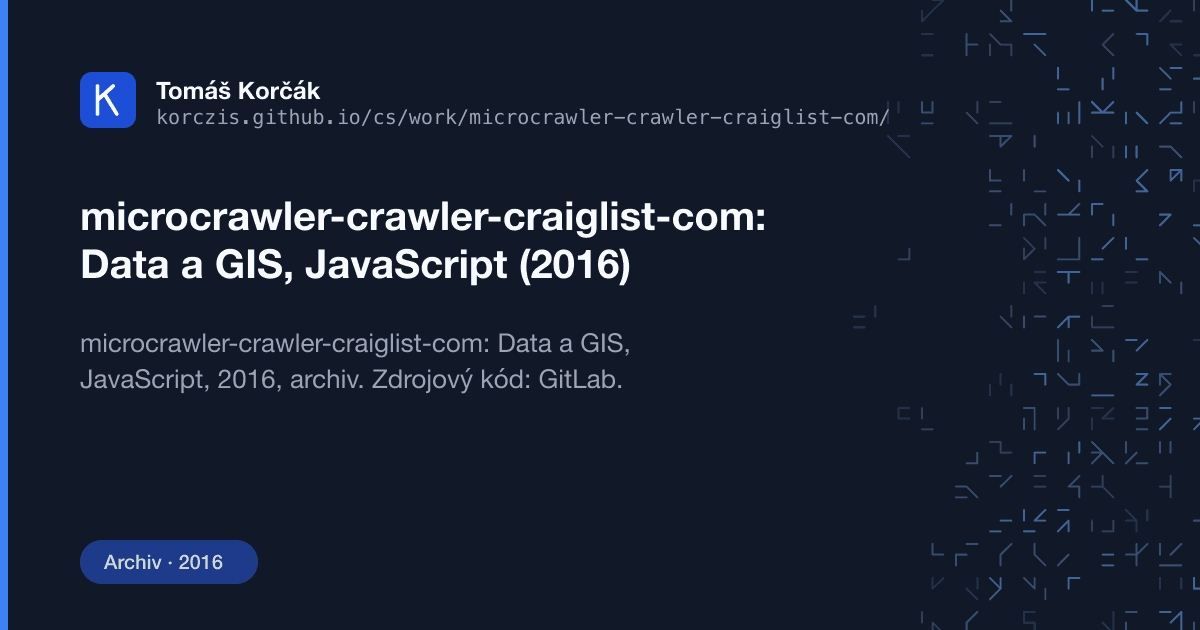 K
Tomáš Korčák
korczis.github.io/cs/work/microcrawler-crawler-craiglist-com/
microcrawler-crawler-craiglist-com:
Data a GIS, JavaScript (2016)
microcrawler-crawler-craiglist-com: Data a GIS,
JavaScript, 2016, archiv. Zdrojový kód: GitLab.
Archiv · 2016